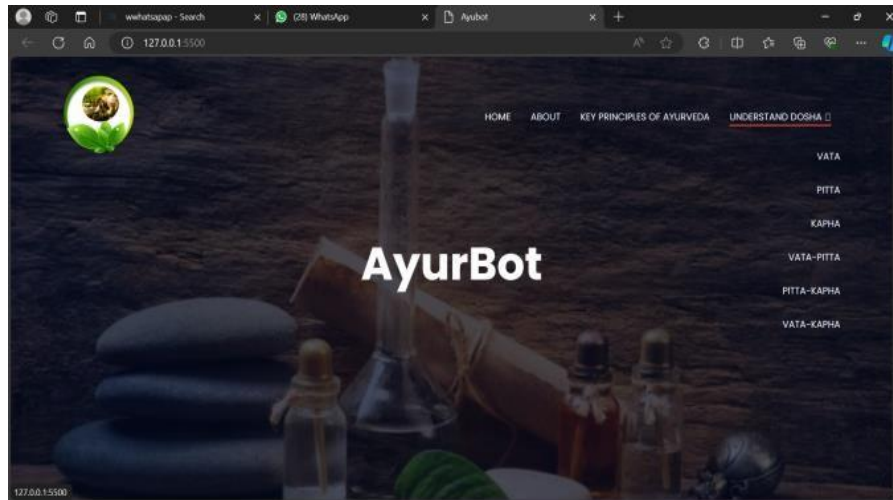 wwhatsapap - Search
(28) WhatsApp
Ayubot
127.0.0.1:5500
HOME ABOUT KEY PRINCIPLES OF AYURVEDA UNDERSTAND DOSHA
VATA
PITTA
KAPHA
VATA-PITTA
PITTA-KAPHA
VATA-KAPHA
AyurBot
127.0.0.1:5500